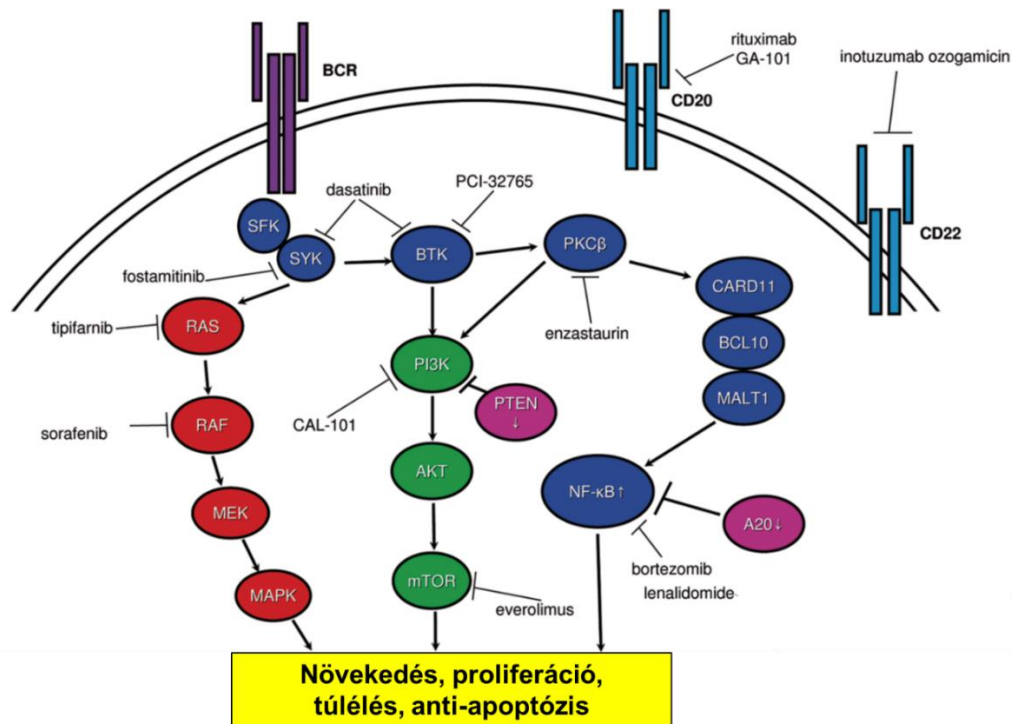 BCR
rituximab
GA-101
CD20
inotuzumab ozogamicin
CD22
dasatinib
PCI-32765
SFK
SYK
BTK
PKCβ
fostamitinib
CARD11
tipifarnib
RAS
enzastaurin
BCL10
PI3K
MALT1
CAL-101
PTEN
↓
sorafenib
RAF
AKT
NF-κB↑
MEK
A20↓
bortezomib
lenalidomide
mTOR
everolimus
MAPK
Növekedés, proliferáció,
túlélés, anti-apoptózis